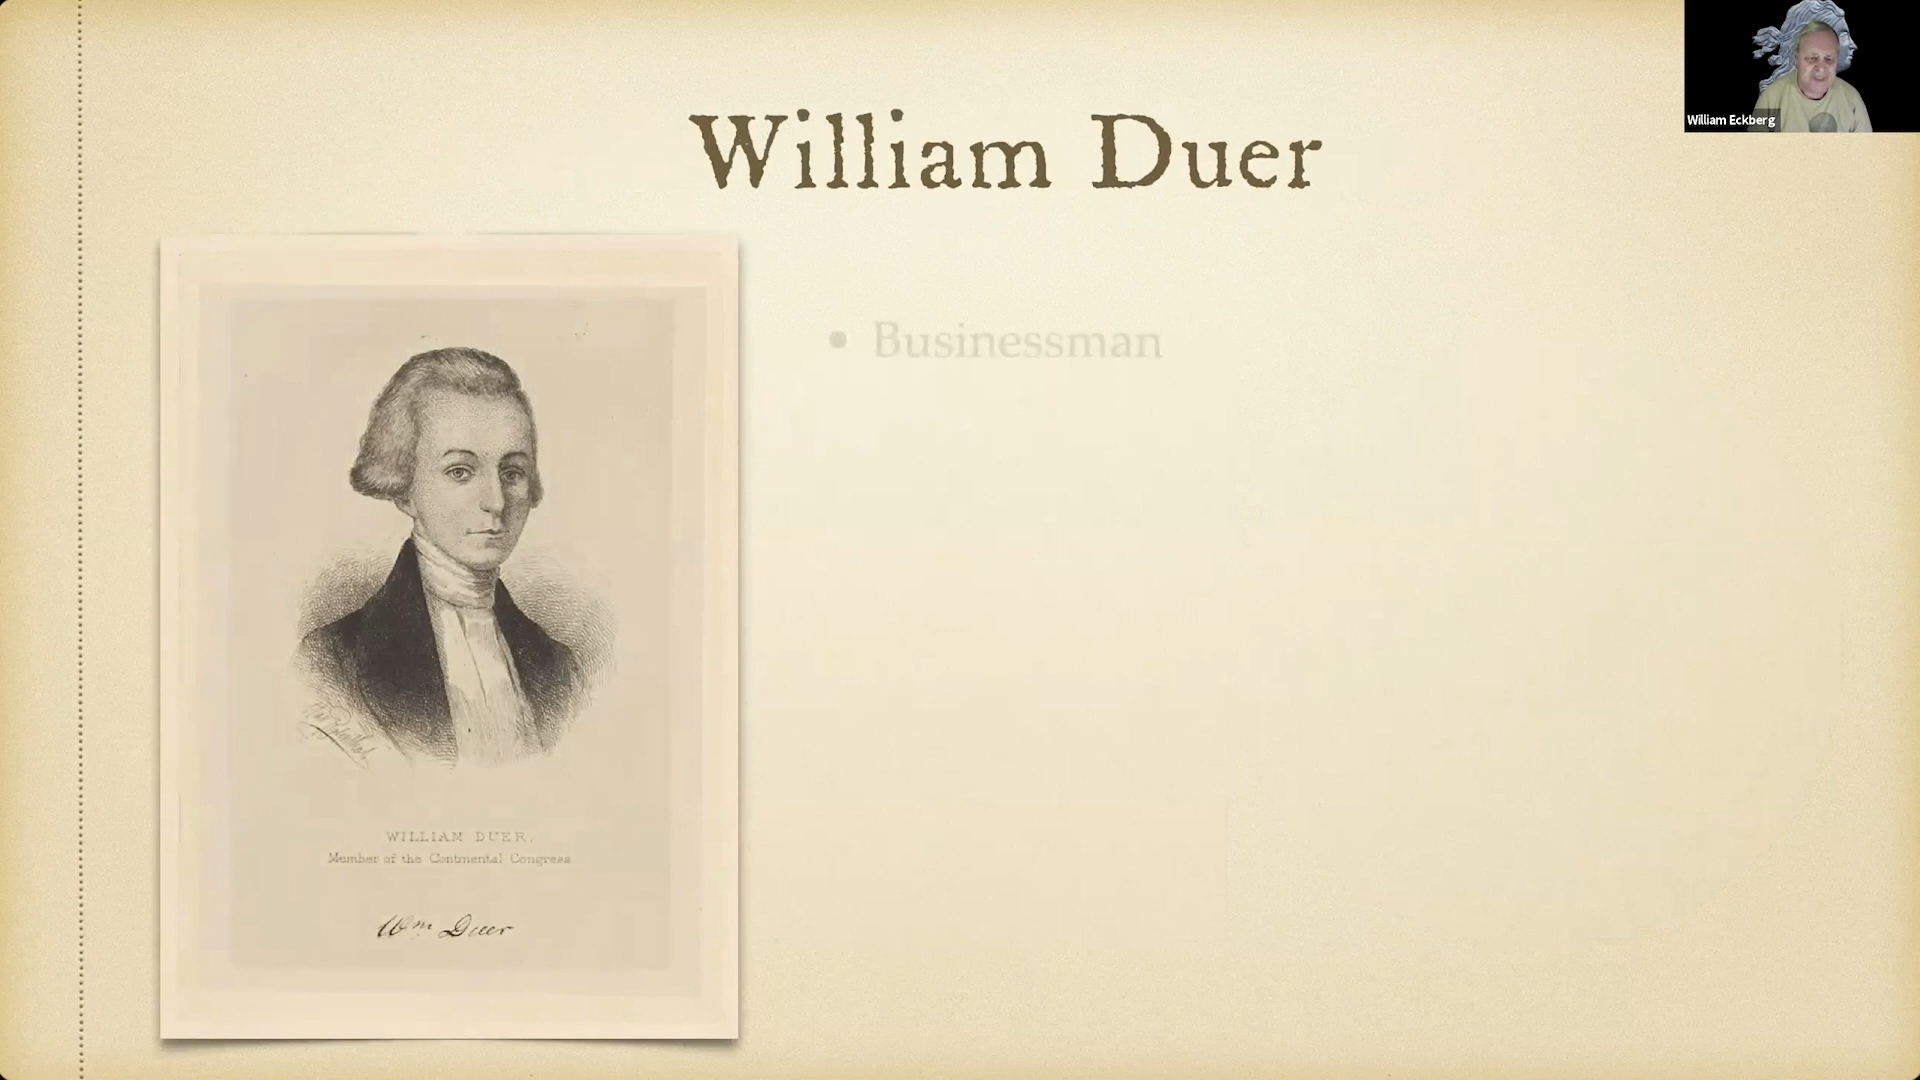 William Duer
William Eckberg
• Businessman
WILLIAM DUER,
Member of the Continental Congress
Wm Duer